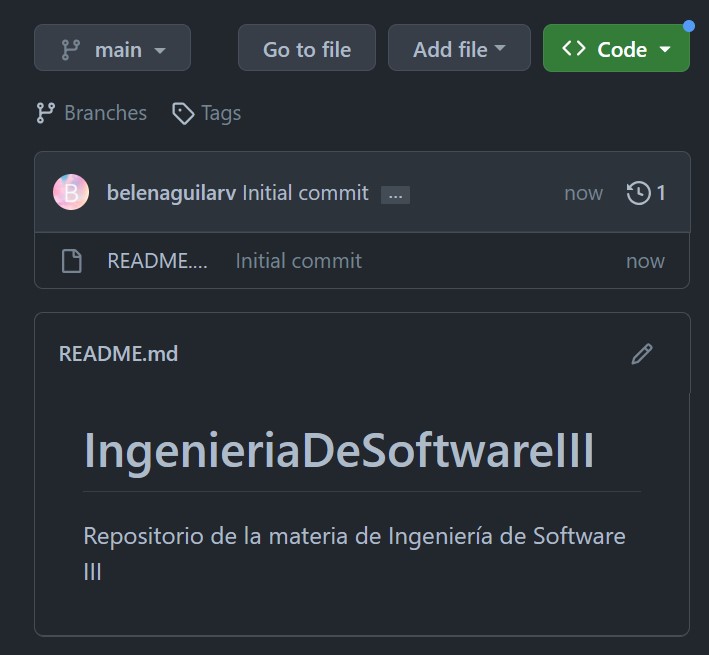 main Go to file Add file <> Code
Branches Tags
B belenaguilarv Initial commit ... now 1
README.... Initial commit now
README.md
IngenieriaDeSoftwareIII
Repositorio de la materia de Ingeniería de Software
III